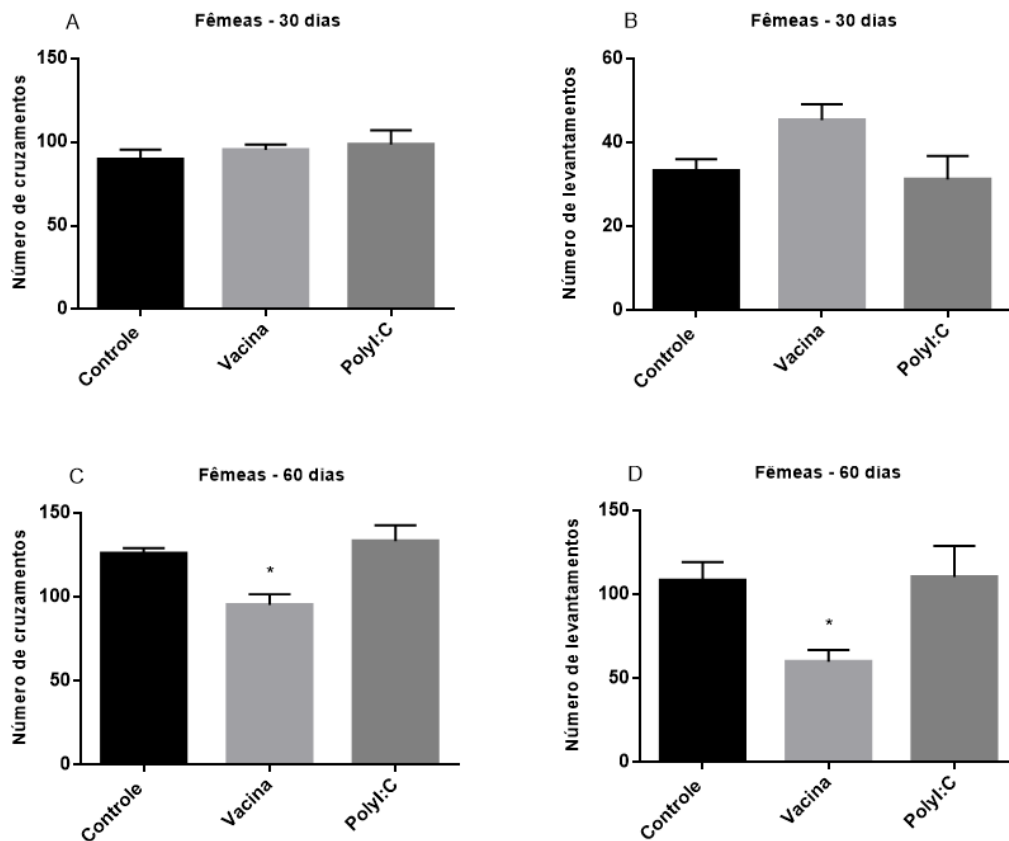 A
Fêmeas - 30 dias
Número de cruzamentos
150
100
50
0
Controle
Vacina
PolyI:C
B
Fêmeas - 30 dias
Número de levantamentos
60
40
20
0
Controle
Vacina
PolyI:C
C
Fêmeas - 60 dias
Número de cruzamentos
150
100
50
0
*
Controle
Vacina
PolyI:C
D
Fêmeas - 60 dias
Número de levantamentos
150
100
50
0
*
Controle
Vacina
PolyI:C